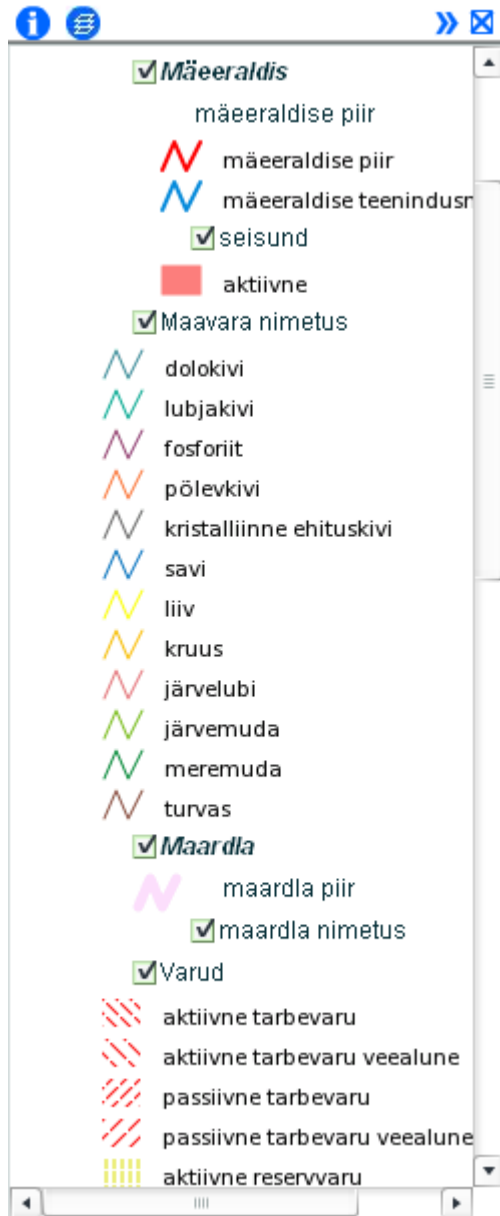 Mäeeraldis
mäeeraldise piir
mäeeraldise piir
mäeeraldise
seisund
aktiivne
Maavara nimetus
dolokivi
lubjakivi
fosforiit
põlevkivi
kristalliinne ehituskivi
savi
liiv
kruus
järvelubi
järvemuda
meremuda
turvas
Maardla
maardla piir
maardla nimetus
Varud
aktiivne tarbevaru
aktiivne tarbevaru veealune
passiivne tarbevaru
passiivne tarbevaru veealune
aktiivne reservvaru